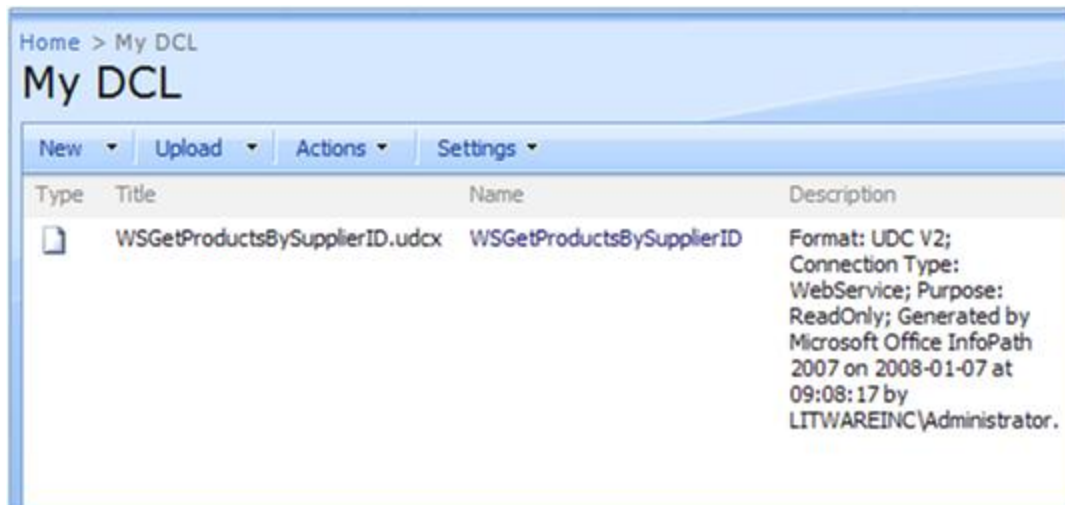 Home > My DCL
My DCL
New Upload Actions Settings
Type Title Name Description
WSGetProductsBySupplierID.udcx WSGetProductsBySupplierID Format: UDC V2;
Connection Type:
WebService; Purpose:
ReadOnly; Generated by
Microsoft Office InfoPath
2007 on 2008-01-07 at
09:08:17 by
LITWAREINC\Administrator.